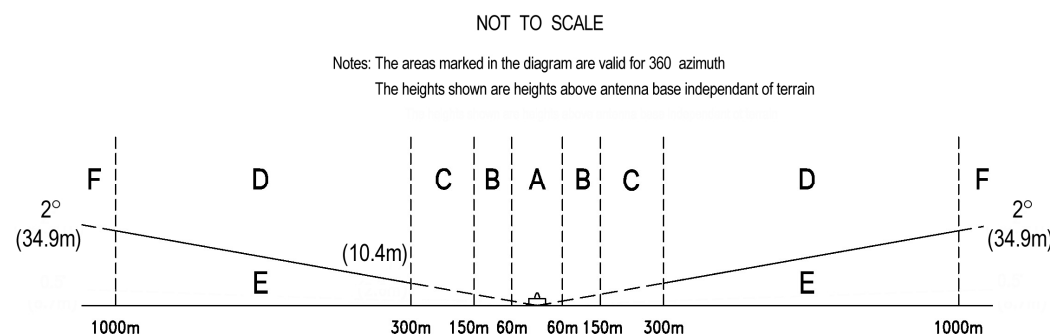 NOT TO SCALE
Notes: The areas marked in the diagram are valid for 360 azimuth
The heights shown are heights above antenna base independant of terrain
F D C B A B C D F
2° 2°
(34.9m) (10.4m) (34.9m)
E E
1000m 300m 150m 60m 60m 150m 300m 1000m